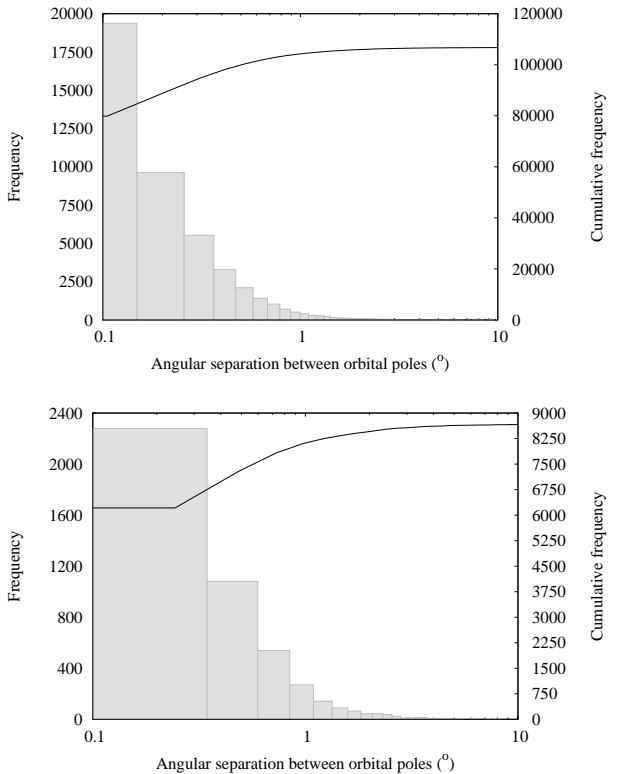 20000 120000
17500 100000
15000
12500 80000
10000 60000
7500 40000
5000
2500 20000
0 0
0.1 1 10
Frequency
Cumulative frequency
Angular separation between orbital poles (°)
2400 9000
8250
2000 7500
6750
1600 6000
5250
1200 4500
3750
800 3000
2250
400 1500
750
0 0
0.1 1 10
Frequency
Cumulative frequency
Angular separation between orbital poles (°)